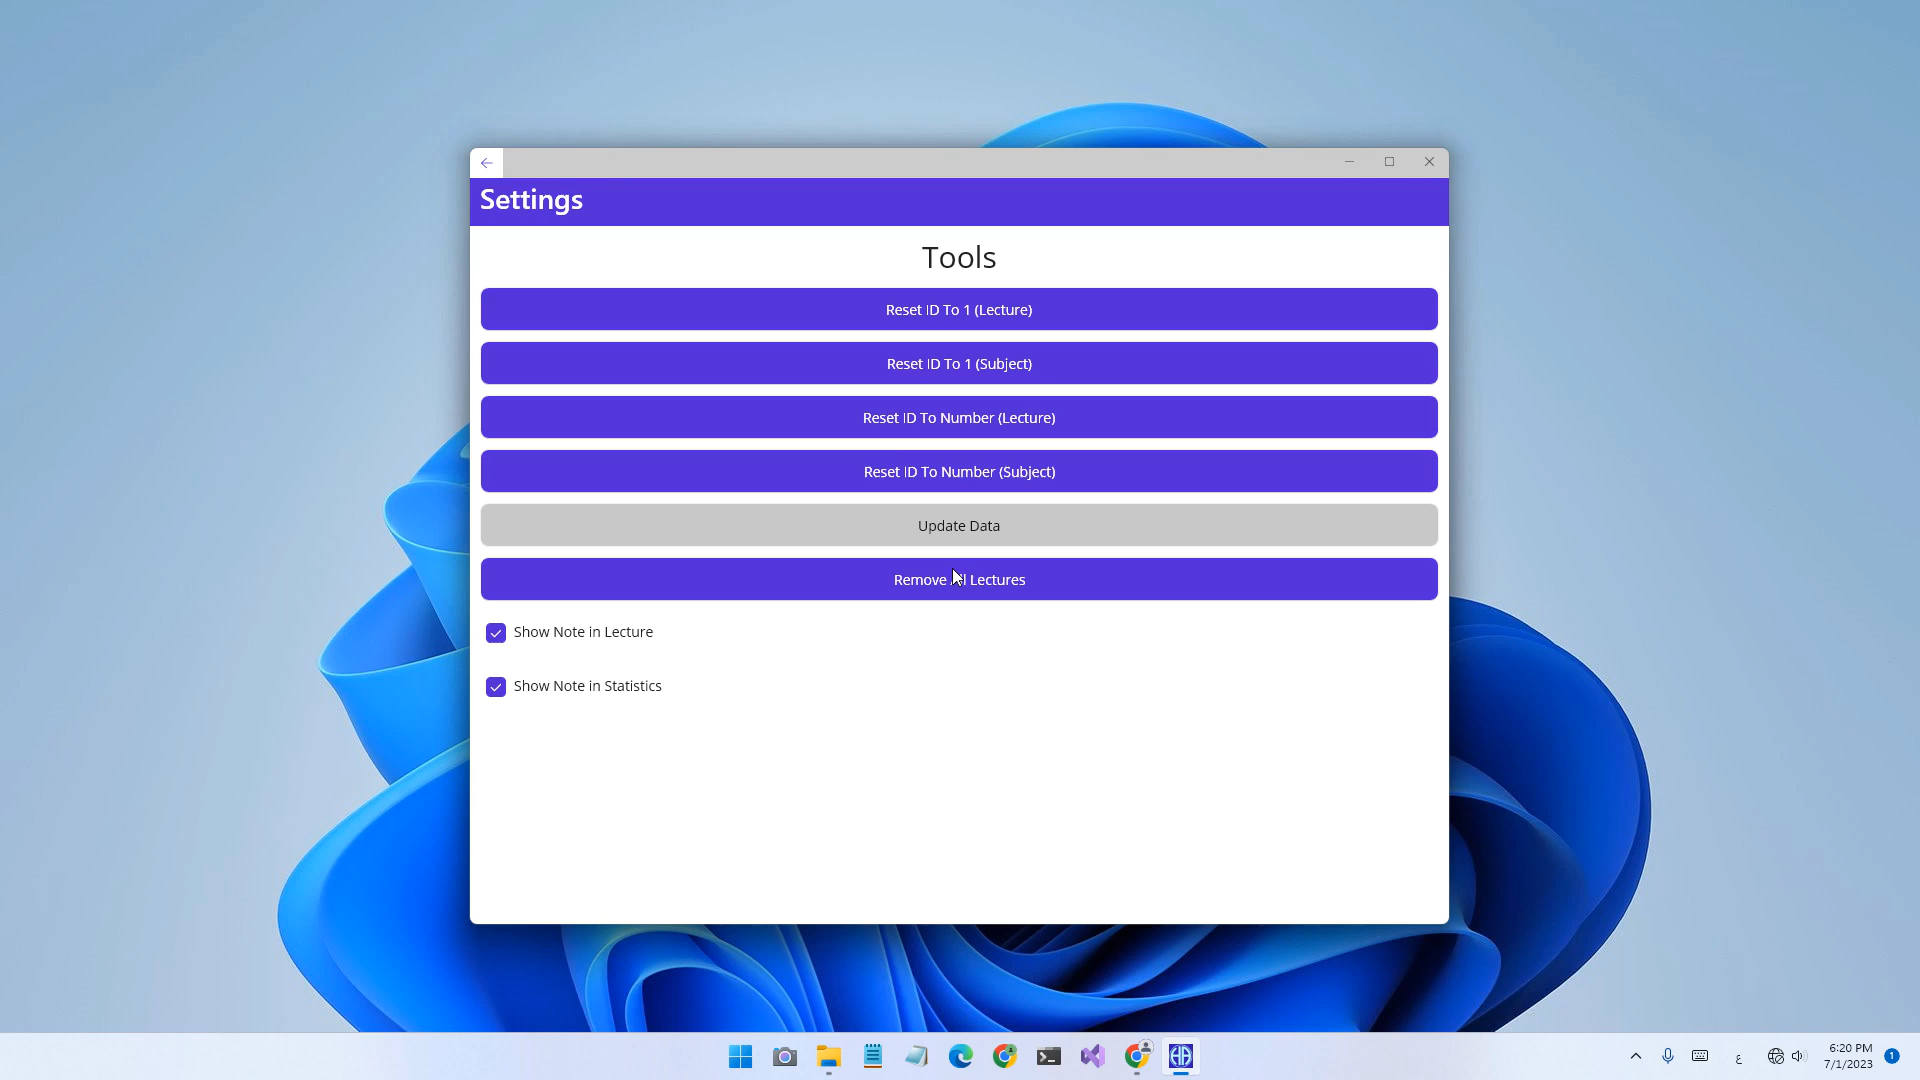 Settings
Tools
Reset ID To 1 (Lecture)
Reset ID To 1 (Subject)
Reset ID To Number (Lecture)
Reset ID To Number (Subject)
Update Data
Remove All Lectures
Show Note in Lecture
Show Note in Statistics
ع
6:20 PM
7/1/2023
1